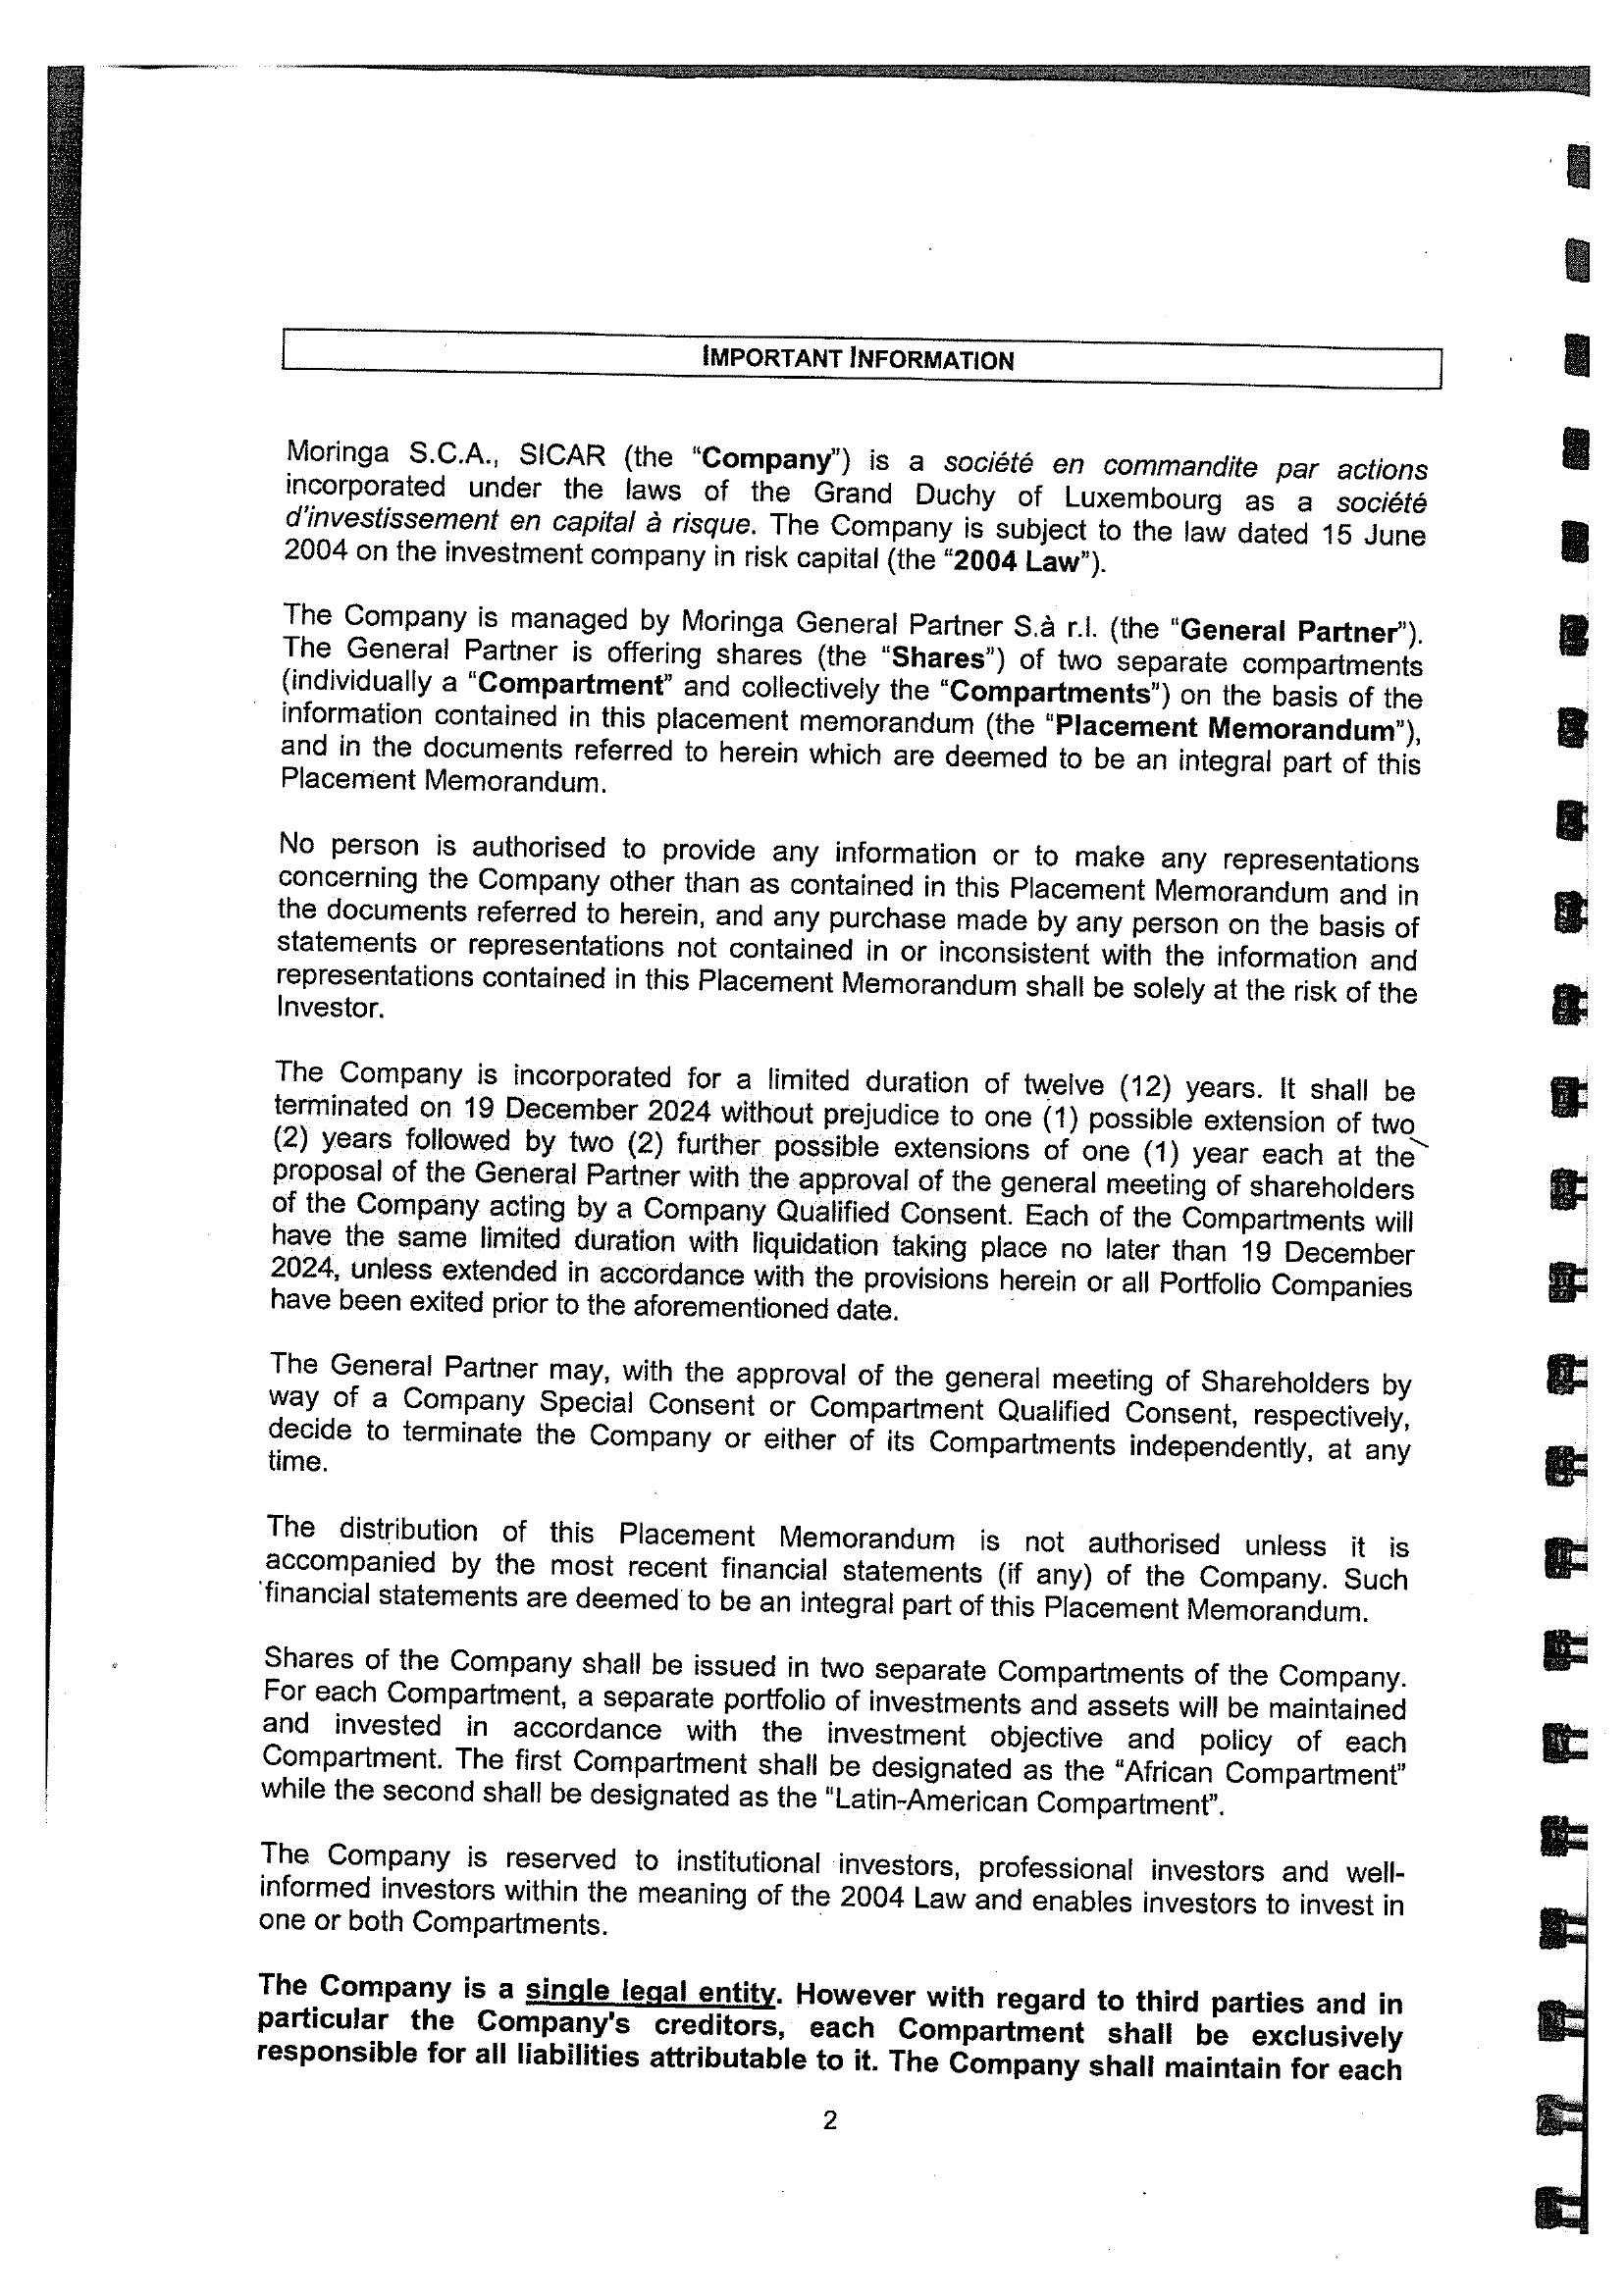 IMPORTANT INFORMATION
Moringa S.C.A., SICAR (the “Company”) is a société en commandite par actions
incorporated under the laws of the Grand Duchy of Luxembourg as a société
d'investissement en capital à risque. The Company is subject to the law dated 15 June
2004 on the investment company in risk capital (the “2004 Law”).
The Company is managed by Moringa General Partner S.à r.l. (the “General Partner”).
The General Partner is offering shares (the “Shares”) of two separate compartments
(individually a “Compartment” and collectively the “Compartments”) on the basis of the
information contained in this placement memorandum (the “Placement Memorandum”),
and in the documents referred to herein which are deemed to be an integral part of this
Placement Memorandum.
No person is authorised to provide any information or to make any representations
concerning the Company other than as contained in this Placement Memorandum and in
the documents referred to herein, and any purchase made by any person on the basis of
statements or representations not contained in or inconsistent with the information and
representations contained in this Placement Memorandum shall be solely at the risk of the
Investor.
The Company is incorporated for a limited duration of twelve (12) years. It shall be
terminated on 19 December 2024 without prejudice to one (1) possible extension of two
(2) years followed by two (2) further possible extensions of one (1) year each at the
proposal of the General Partner with the approval of the general meeting of shareholders
of the Company acting by a Company Qualified Consent. Each of the Compartments will
have the same limited duration with liquidation taking place no later than 19 December
2024, unless extended in accordance with the provisions herein or all Portfolio Companies
have been exited prior to the aforementioned date.
The General Partner may, with the approval of the general meeting of Shareholders by
way of a Company Special Consent or Compartment Qualified Consent, respectively,
decide to terminate the Company or either of its Compartments independently, at any
time.
The distribution of this Placement Memorandum is not authorised unless it is
accompanied by the most recent financial statements (if any) of the Company. Such
financial statements are deemed to be an integral part of this Placement Memorandum.
Shares of the Company shall be issued in two separate Compartments of the Company.
For each Compartment, a separate portfolio of investments and assets will be maintained
and invested in accordance with the investment objective and policy of each
Compartment. The first Compartment shall be designated as the “African Compartment”
while the second shall be designated as the “Latin-American Compartment”.
The Company is reserved to institutional investors, professional investors and well-
informed investors within the meaning of the 2004 Law and enables investors to invest in
one or both Compartments.
The Company is a single legal entity. However with regard to third parties and in
particular the Company's creditors, each Compartment shall be exclusively
responsible for all liabilities attributable to it. The Company shall maintain for each
2